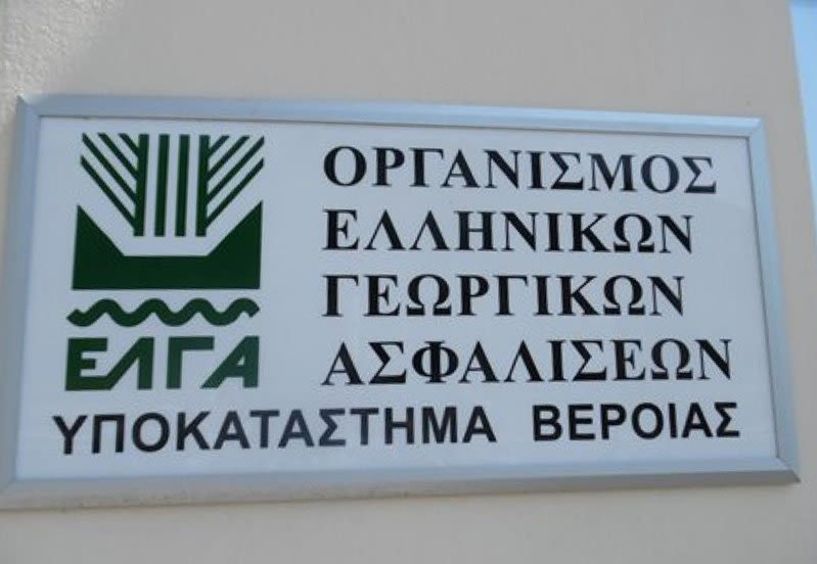 ΟΡΓΑΝΙΣΜΟΣ
ΕΛΛΗΝΙΚΩΝ
ΓΕΩΡΓΙΚΩΝ
ΑΣΦΑΛΙΣΕΩΝ
ΕΛΓΑ
ΥΠΟΚΑΤΑΣΤΗΜΑ ΒΕΡΟΙΑΣ